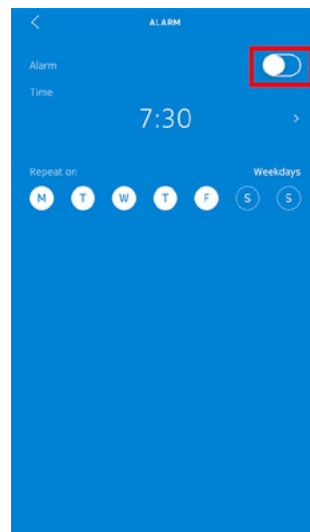 ALARM
Alarm
Time
7:30
Repeat on
Weekdays
M T W T F S S